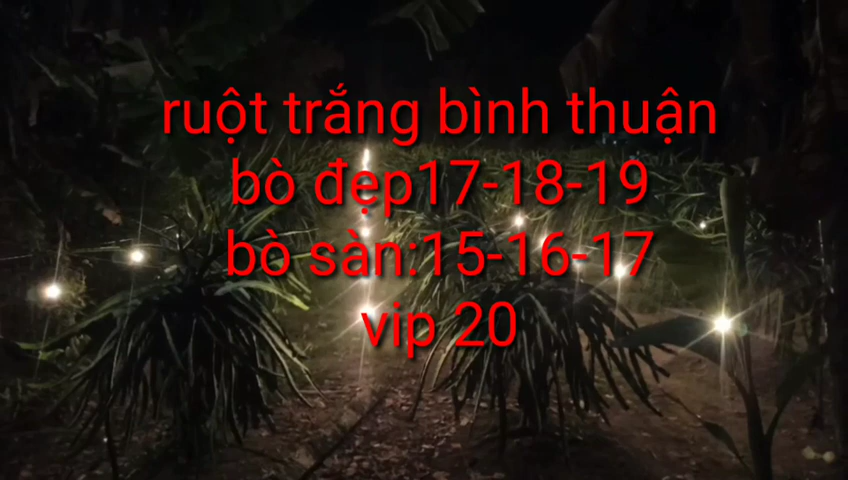 ruột trắng bình thuận
bò đẹp17-18-19
bò sàn:15-16-17
vip 20